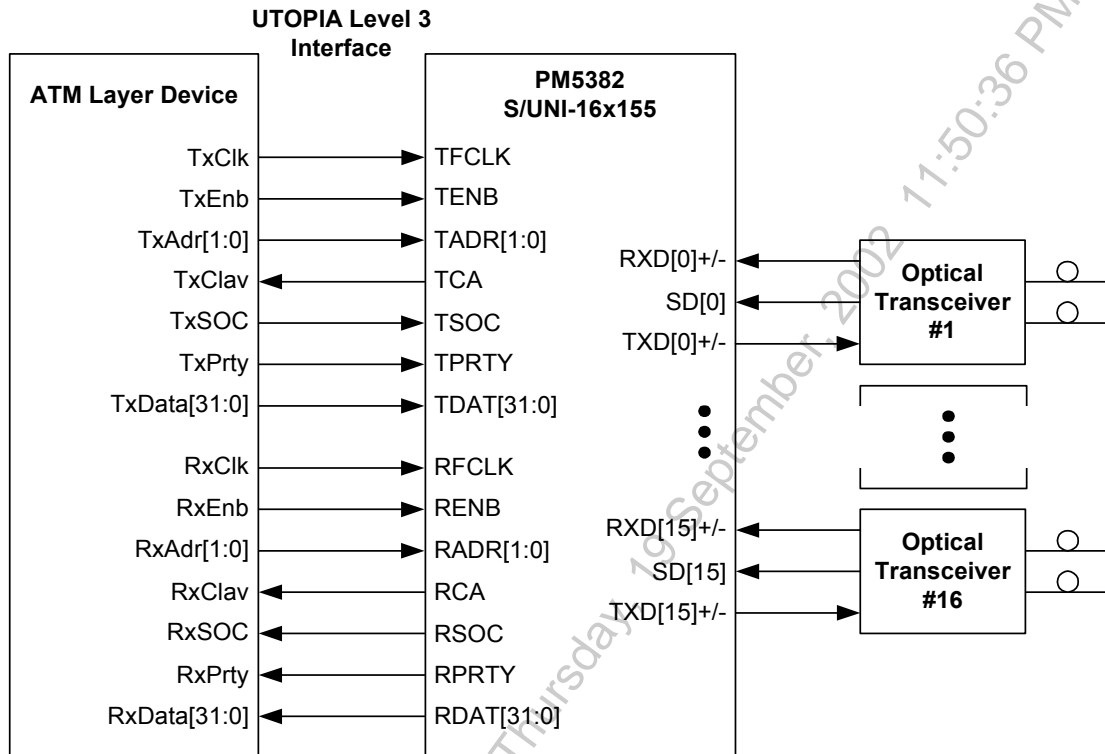 UTOPIA Level 3
Interface
ATM Layer Device
PM5382
S/UNI-16x155
TxClk
TFCLK
TxEnb
TENB
TxAdr[1:0]
TADR[1:0]
TxClav
TCA
TxSOC
TSOC
TxPrty
TPRTY
TxData[31:0]
TDAT[31:0]
RxClk
RFCLK
RxEnb
RENB
RxAdr[1:0]
RADR[1:0]
RxClav
RCA
RxSOC
RSOC
RxPrty
RPRTY
RxData[31:0]
RDAT[31:0]
RXD[0]+/-
SD[0]
TXD[0]+/-
Optical
Transceiver
#1
RXD[15]+/-
SD[15]
TXD[15]+/-
Optical
Transceiver
#16
Thursday, 19 September, 2002 11:50:36 PM